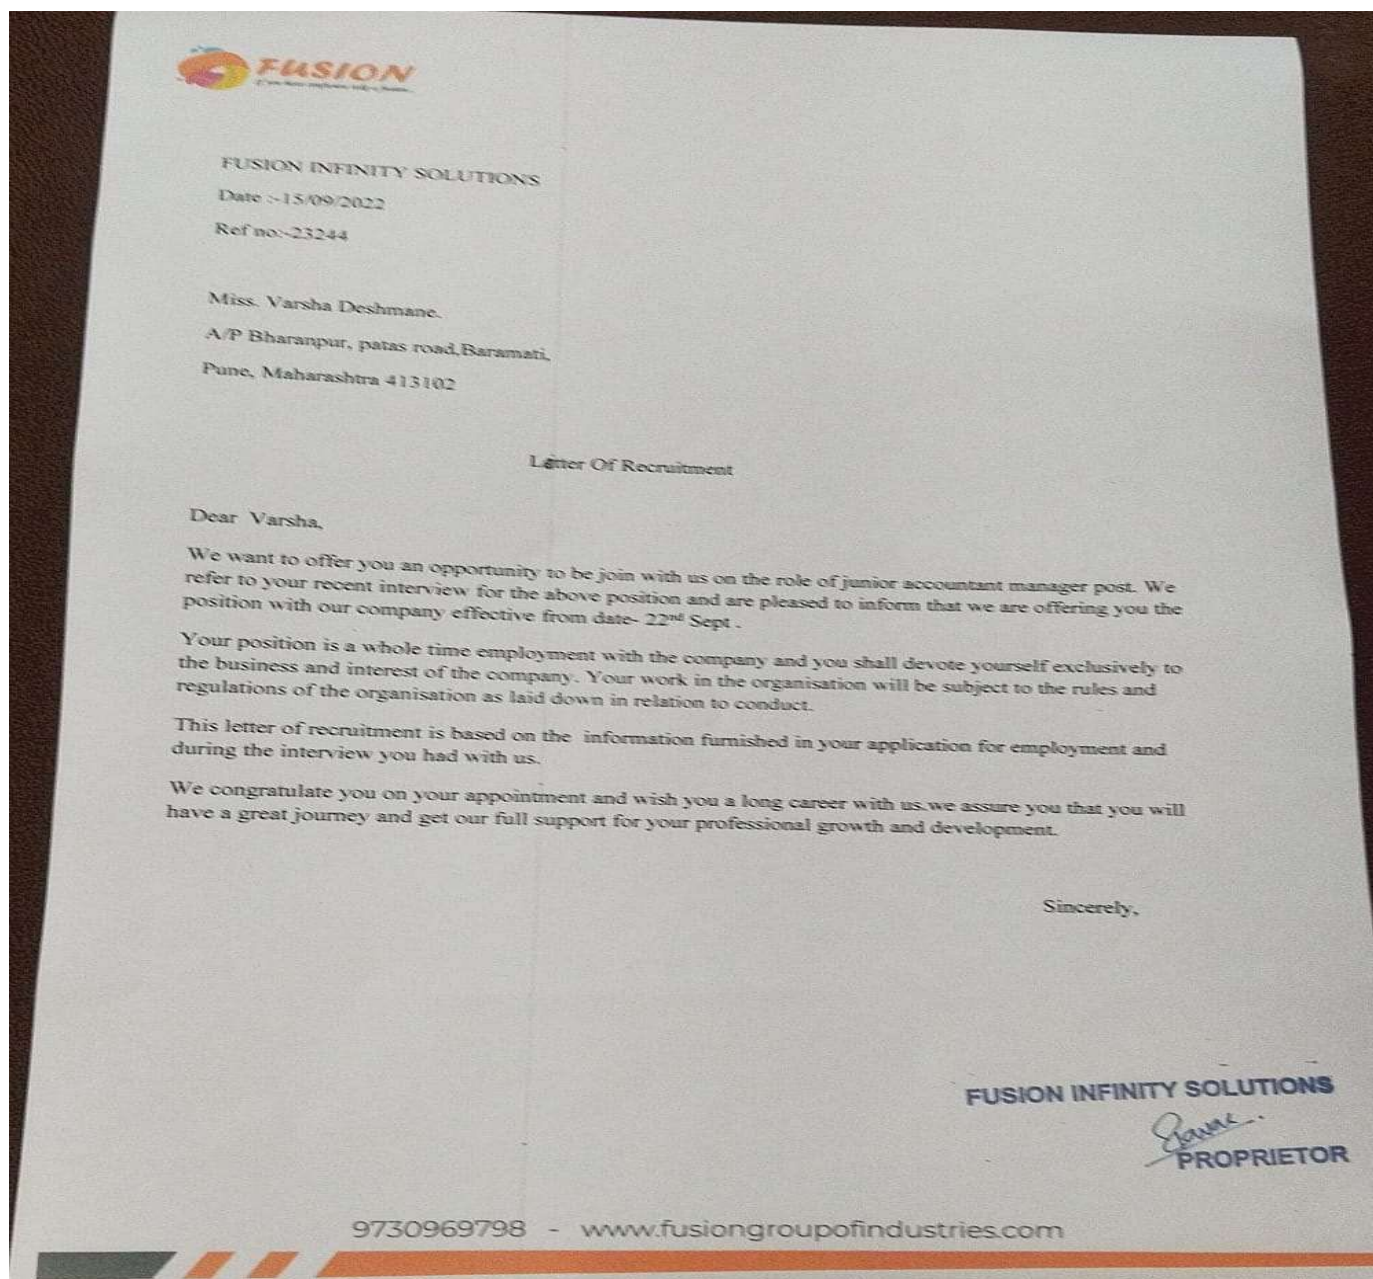 FUSION
FUSION INFINITY SOLUTIONS
Date :-15/09/2022
Ref no:-23244
Miss. Varsha Deshmane.
A/P Bharanpur, patas road,Baramati,
Pune, Maharashtra 413102
Letter Of Recruitment
Dear Varsha,
We want to offer you an opportunity to be join with us on the role of junior accountant manager post. We
refer to your recent interview for the above position and are pleased to inform that we are offering you the
position with our company effective from date- 22nd Sept .
Your position is a whole time employment with the company and you shall devote yourself exclusively to
the business and interest of the company. Your work in the organisation will be subject to the rules and
regulations of the organisation as laid down in relation to conduct.
This letter of recruitment is based on the information furnished in your application for employment and
during the interview you had with us.
We congratulate you on your appointment and wish you a long career with us.we assure you that you will
have a great journey and get our full support for your professional growth and development.
Sincerely,
FUSION INFINITY SOLUTIONS
PROPRIETOR
9730969798 - www.fusiongroupofindustries.com